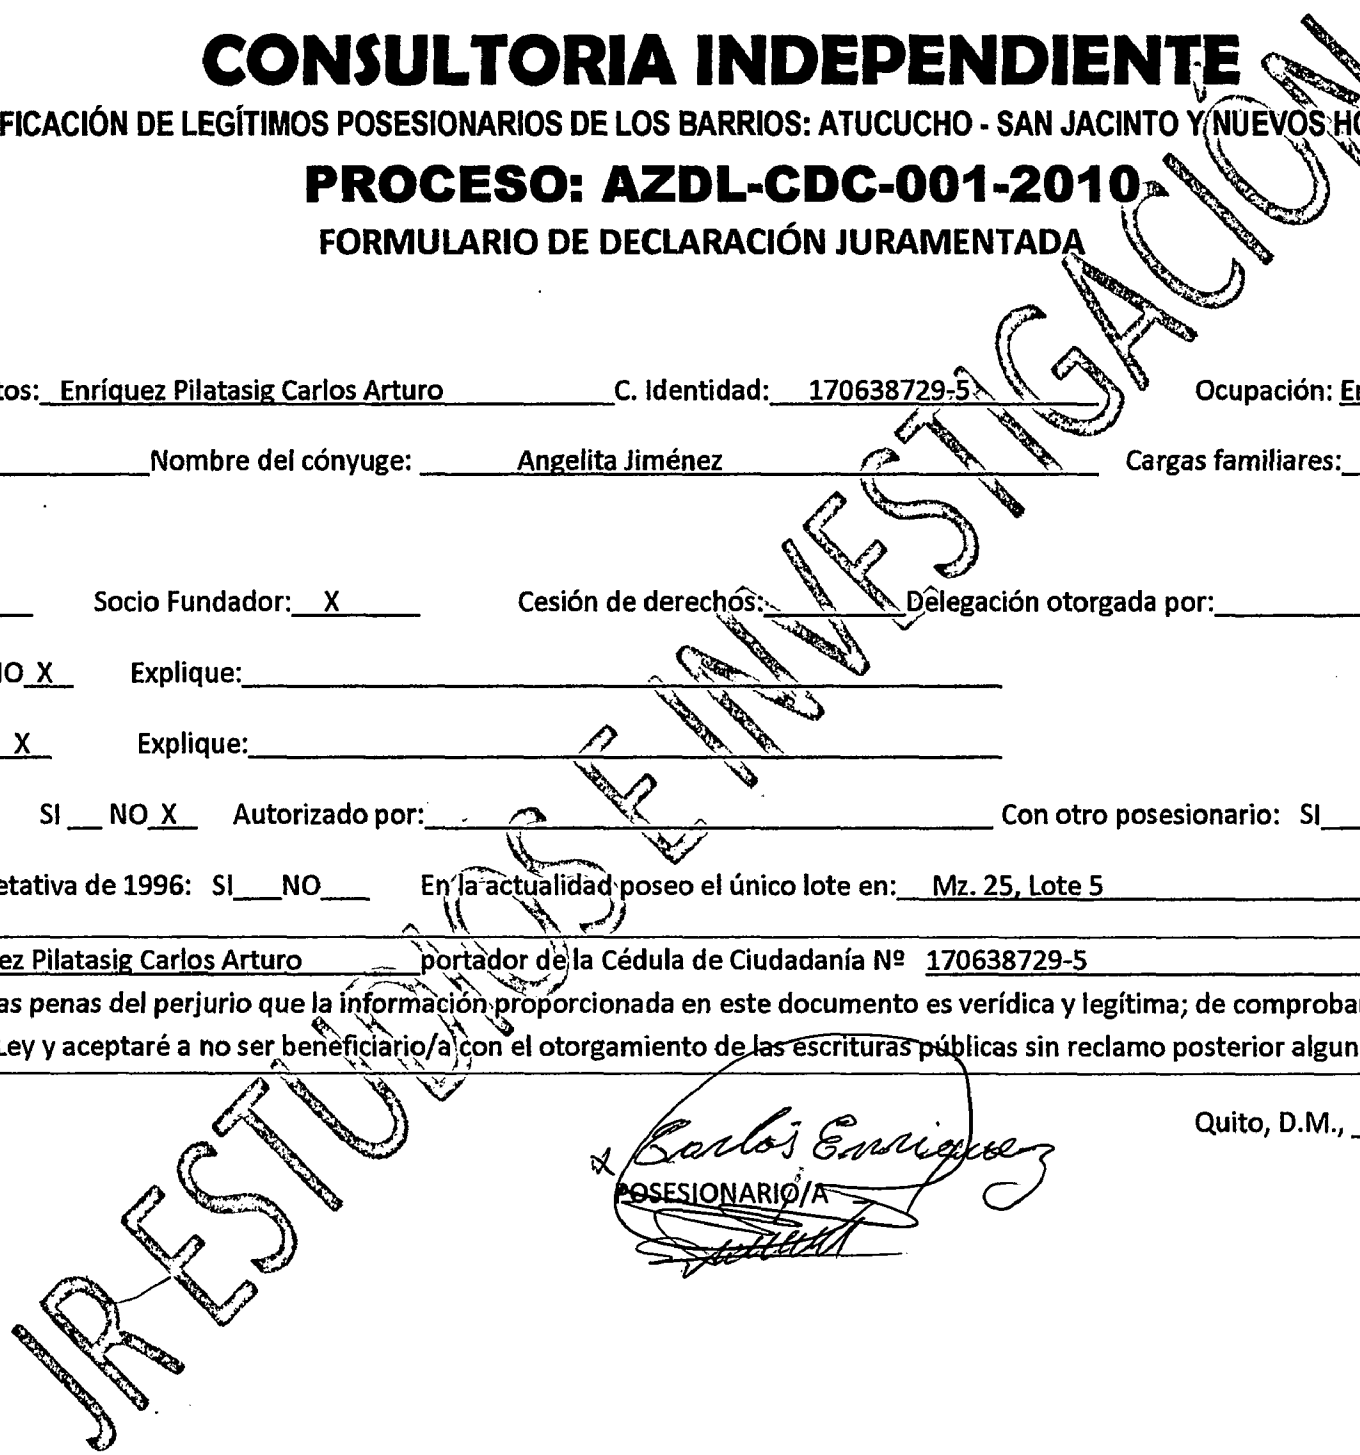 CONSULTORIA INDEPENDIENTE
FICACIÓN DE LEGÍTIMOS POSESIONARIOS DE LOS BARRIOS: ATUCUCHO - SAN JACINTO Y NUEVOS HO
PROCESO: AZDL-CDC-001-2010
FORMULARIO DE DECLARACIÓN JURAMENTADA
tos: Enríquez Pilatasig Carlos Arturo C. Identidad: 170638729-5 Ocupación: E
Nombre del cónyuge: Angelita Jiménez Cargas familiares:
Socio Fundador: X Cesión de derechos: Delegación otorgada por:
NO X Explique:
X Explique:
SI NO X Autorizado por: Con otro posesionario: SI
etativa de 1996: SI NO En la actualidad poseo el único lote en: Mz. 25, Lote 5
ez Pilatasig Carlos Arturo portador de la Cédula de Ciudadanía Nº 170638729-5
as penas del perjurio que la información proporcionada en este documento es verídica y legítima; de comprobar
Ley y aceptaré a no ser beneficiario/a con el otorgamiento de las escrituras públicas sin reclamo posterior algun
Quito, D.M.,
x Carlos Enriquez
POSESIONARIO/A
JR ESTUDIOS E INVESTIGACION